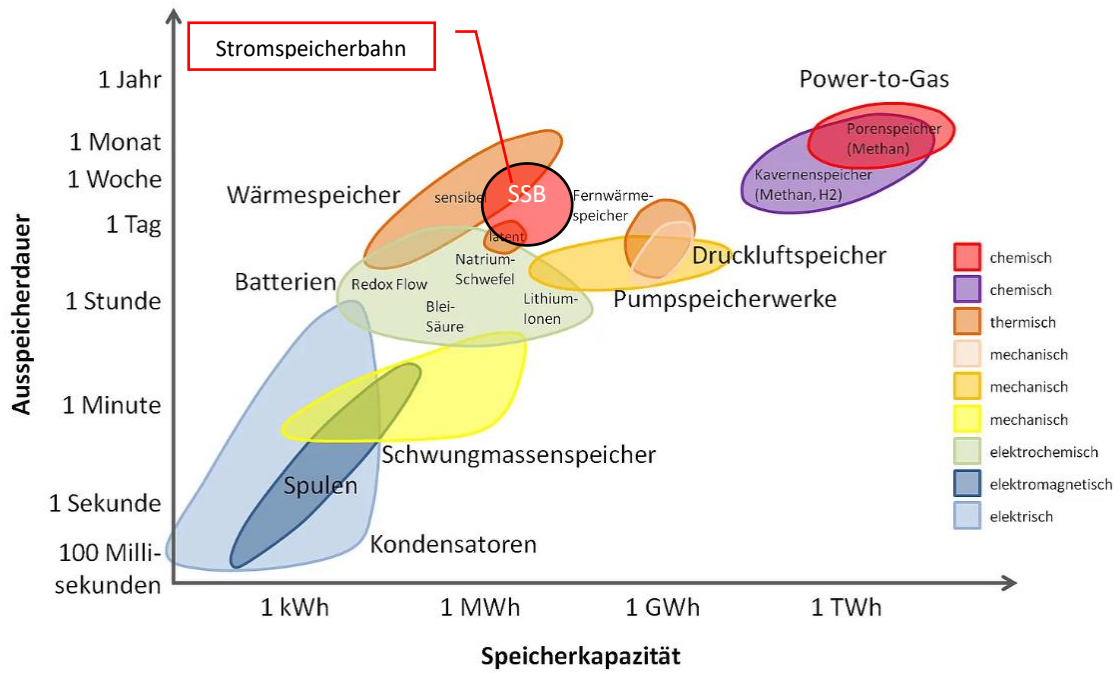 Stromspeicherbahn
1 Jahr
1 Monat
1 Woche
1 Tag
1 Stunde
1 Minute
1 Sekunde
100 Milli-
sekunden
Ausspeicherdauer
Power-to-Gas
Porenspeicher
(Methan)
Kavernenspeicher
(Methan, H2)
Wärmespeicher
sensibel
SSB
Fernwärme-
speicher
latent
Batterien
Redox Flow
Natrium-
Schwefel
Blei-
Säure
Lithium-
Ionen
Druckluftspeicher
Pumpspeicherwerke
Schwungmassenspeicher
Spulen
Kondensatoren
chemisch
chemisch
thermisch
mechanisch
mechanisch
mechanisch
elektrochemisch
elektromagnetisch
elektrisch
1 kWh
1 MWh
1 GWh
1 TWh
Speicherkapazität